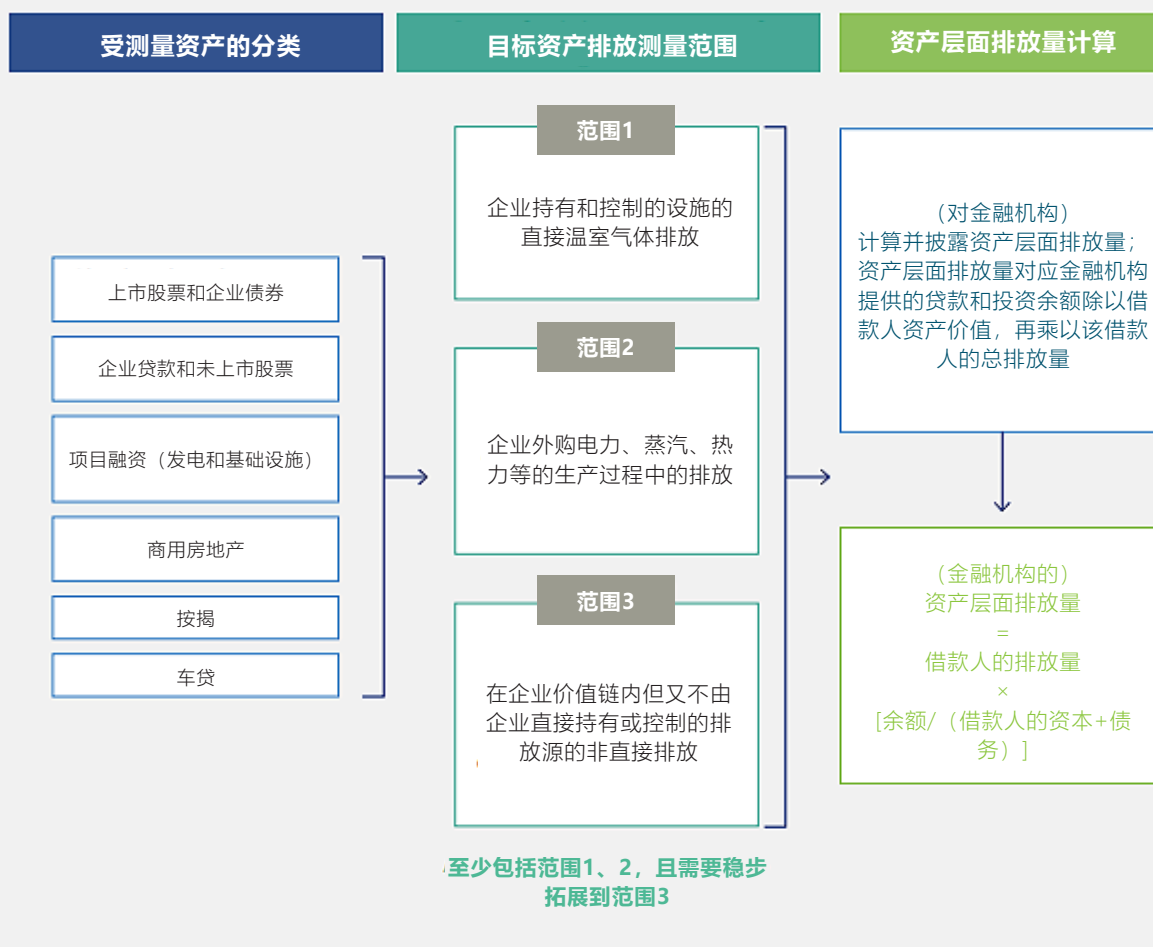 受测量资产的分类
目标资产排放测量范围
资产层面排放量计算
上市股票和企业债券
企业贷款和未上市股票
项目融资（发电和基础设施）
商用房地产
按揭
车贷
范围1
企业持有和控制的设施的
直接温室气体排放
范围2
企业外购电力、蒸汽、热
力等的生产过程中的排放
范围3
在企业价值链内但又不由
企业直接持有或控制的排
放源的非直接排放
至少包括范围1、2，且需要稳步
拓展到范围3
（对金融机构）
计算并披露资产层面排放量；
资产层面排放量对应金融机构
提供的贷款和投资余额除以借
款人资产价值，再乘以该借款
人的总排放量
（金融机构的）
资产层面排放量
=
借款人的排放量
×
[余额/（借款人的资本+债
务）]